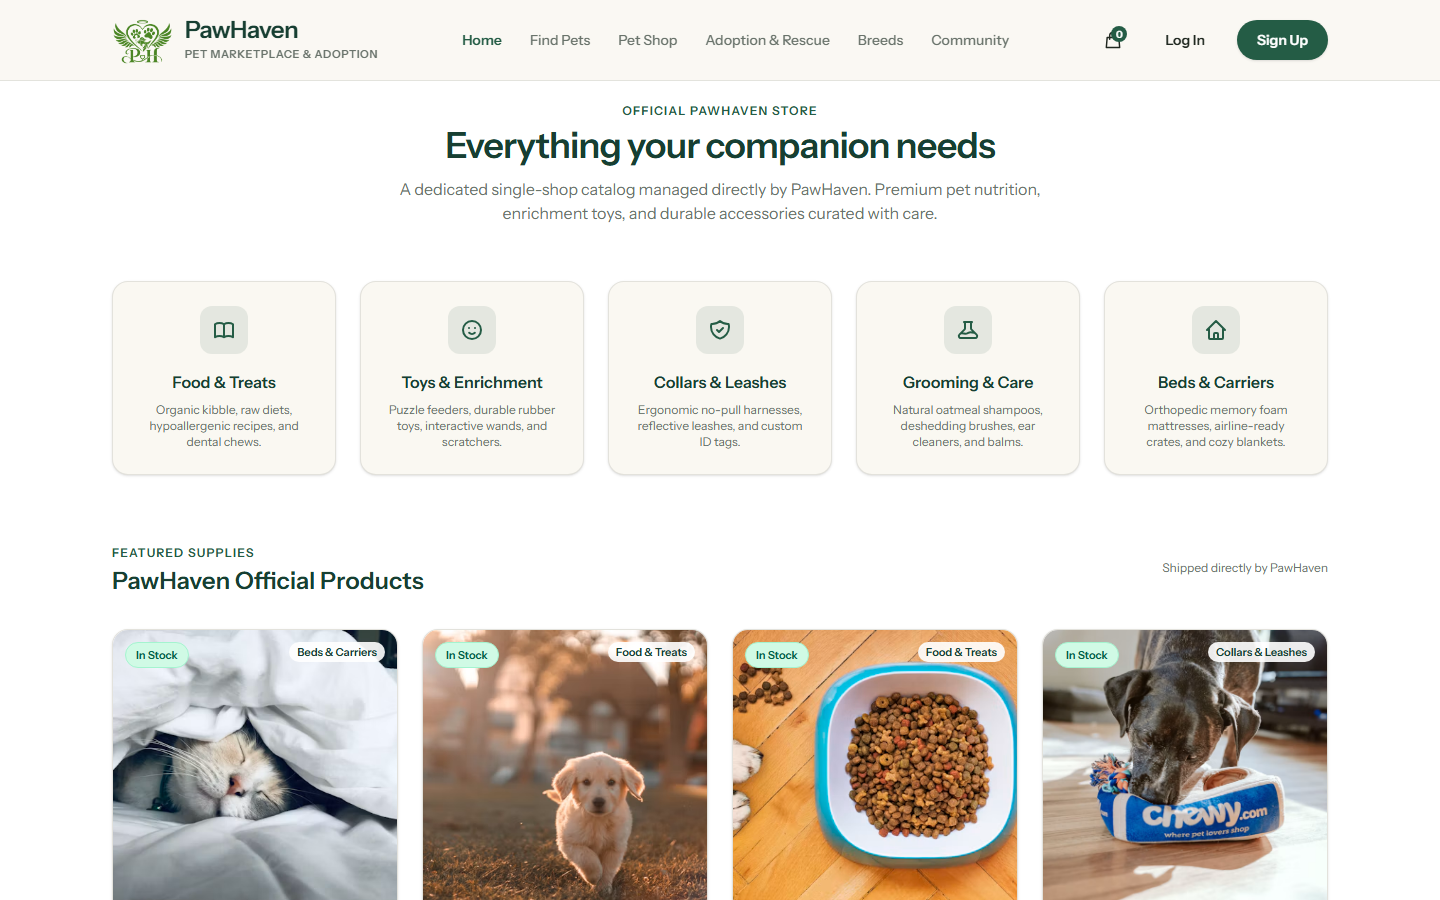 PH
PawHaven
PET MARKETPLACE & ADOPTION
Home
Find Pets
Pet Shop
Adoption & Rescue
Breeds
Community
0
Log In
Sign Up
OFFICIAL PAWHAVEN STORE
Everything your companion needs
A dedicated single-shop catalog managed directly by PawHaven. Premium pet nutrition,
enrichment toys, and durable accessories curated with care.
Food & Treats
Organic kibble, raw diets,
hypoallergenic recipes, and
dental chews.
Toys & Enrichment
Puzzle feeders, durable rubber
toys, interactive wands, and
scratchers.
Collars & Leashes
Ergonomic no-pull harnesses,
reflective leashes, and custom
ID tags.
Grooming & Care
Natural oatmeal shampoos,
deshedding brushes, ear
cleaners, and balms.
Beds & Carriers
Orthopedic memory foam
mattresses, airline-ready
crates, and cozy blankets.
FEATURED SUPPLIES
PawHaven Official Products
Shipped directly by PawHaven
In Stock
Beds & Carriers
In Stock
Food & Treats
In Stock
Food & Treats
In Stock
Collars & Leashes
chewy.com
where pet lovers shop